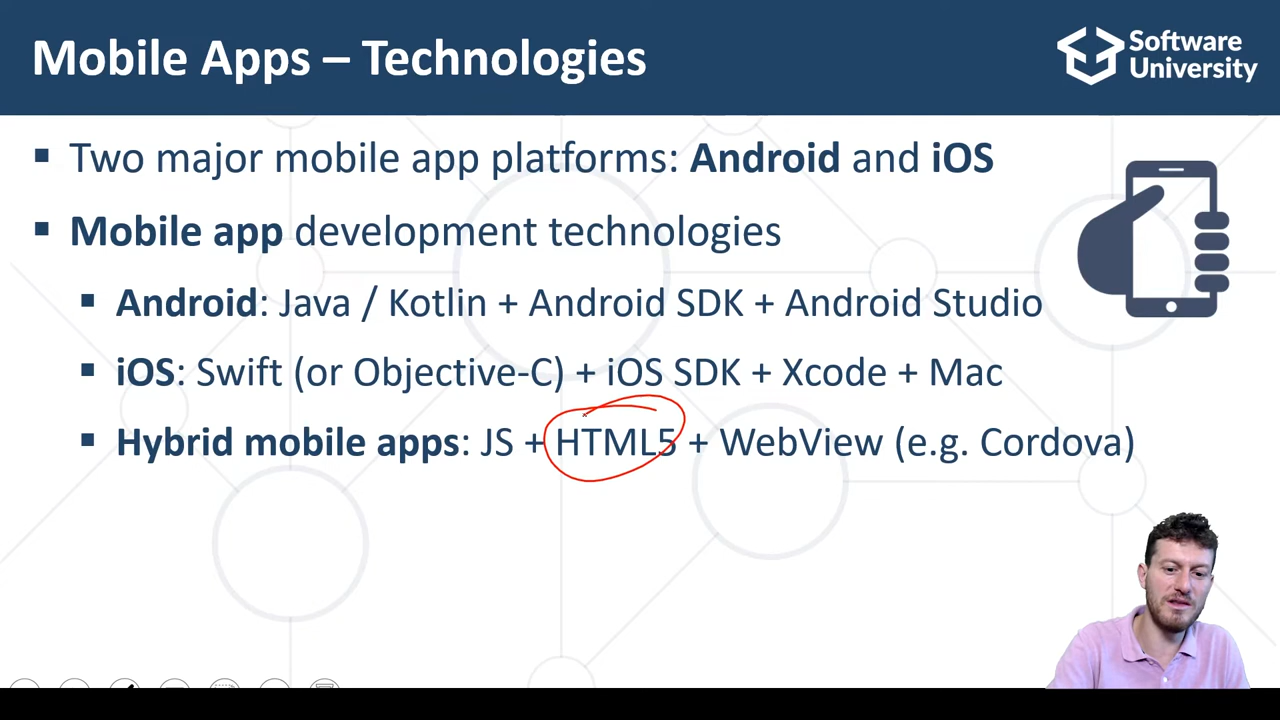 Mobile Apps – Technologies
Software
University
Two major mobile app platforms: Android and iOS
Mobile app development technologies
Android: Java / Kotlin + Android SDK + Android Studio
iOS: Swift (or Objective-C) + iOS SDK + Xcode + Mac
Hybrid mobile apps: JS + HTML5 + WebView (e.g. Cordova)